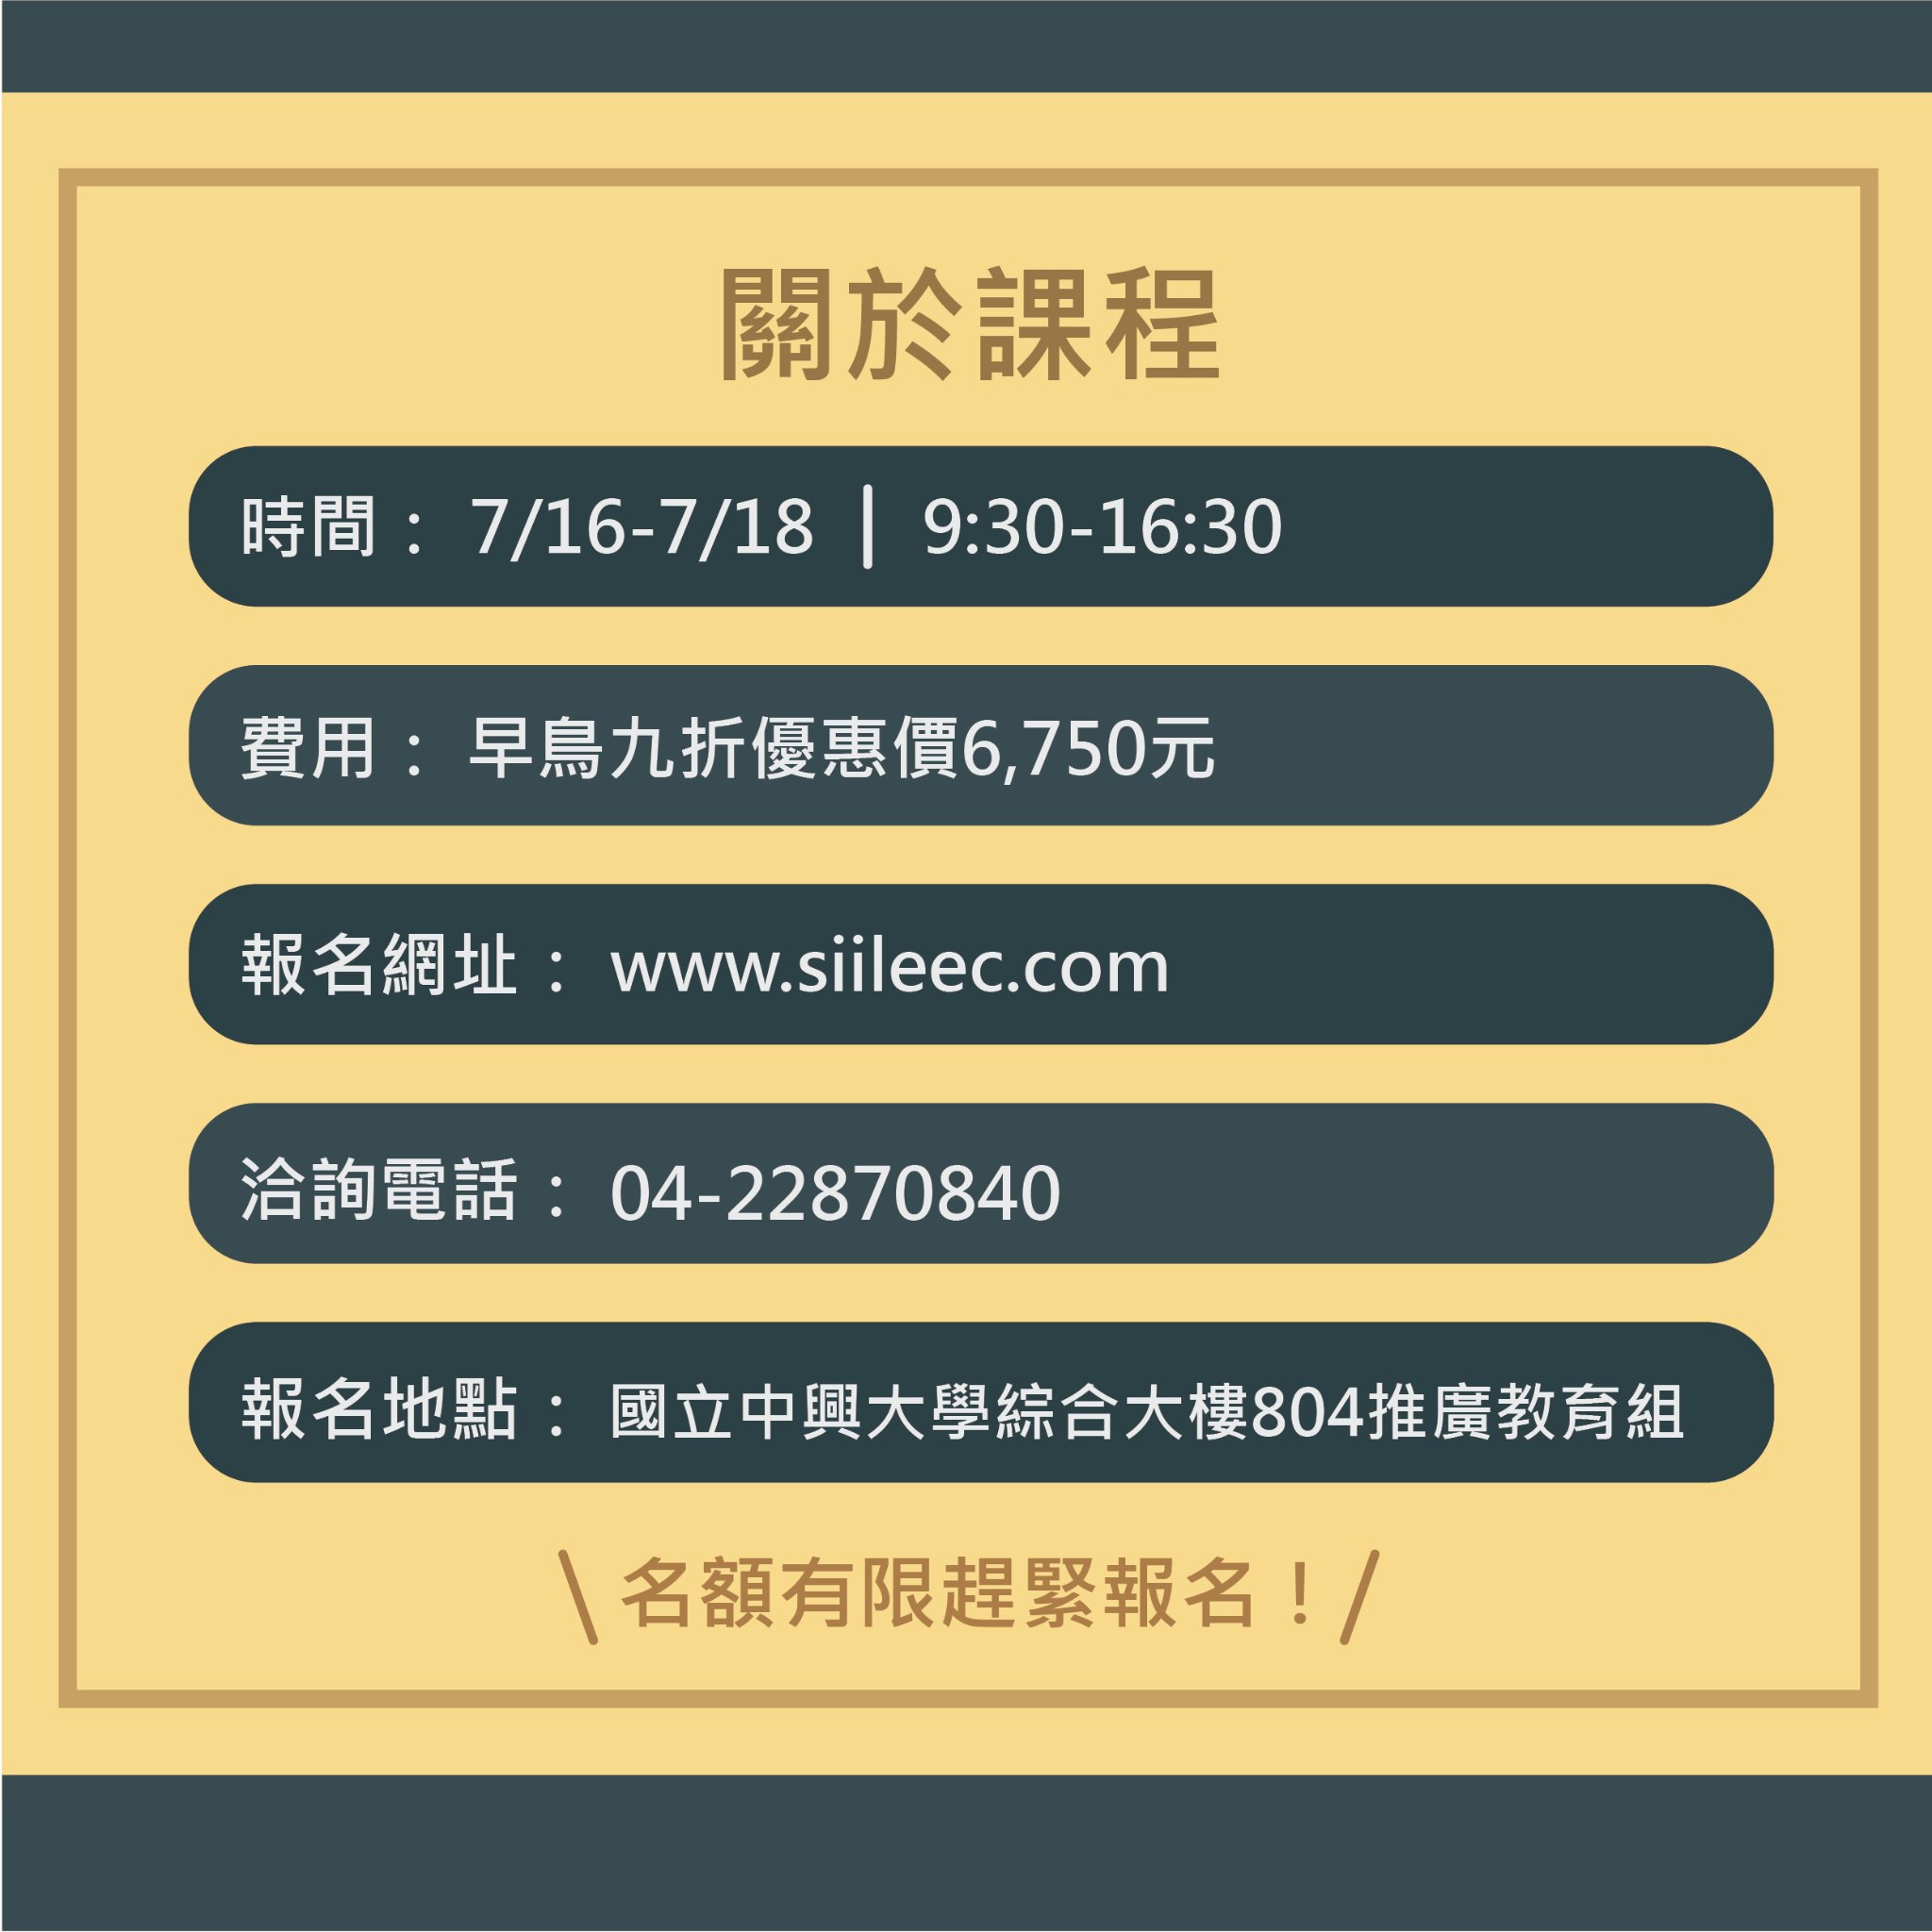 關於課程
時間： 7/16-7/18 | 9:30-16:30
費用： 早鳥九折優惠價6,750元
報名網址： www.siileec.com
洽詢電話： 04-22870840
報名地點： 國立中興大學綜合大樓804推廣教育組
\ 名額有限趕緊報名！/